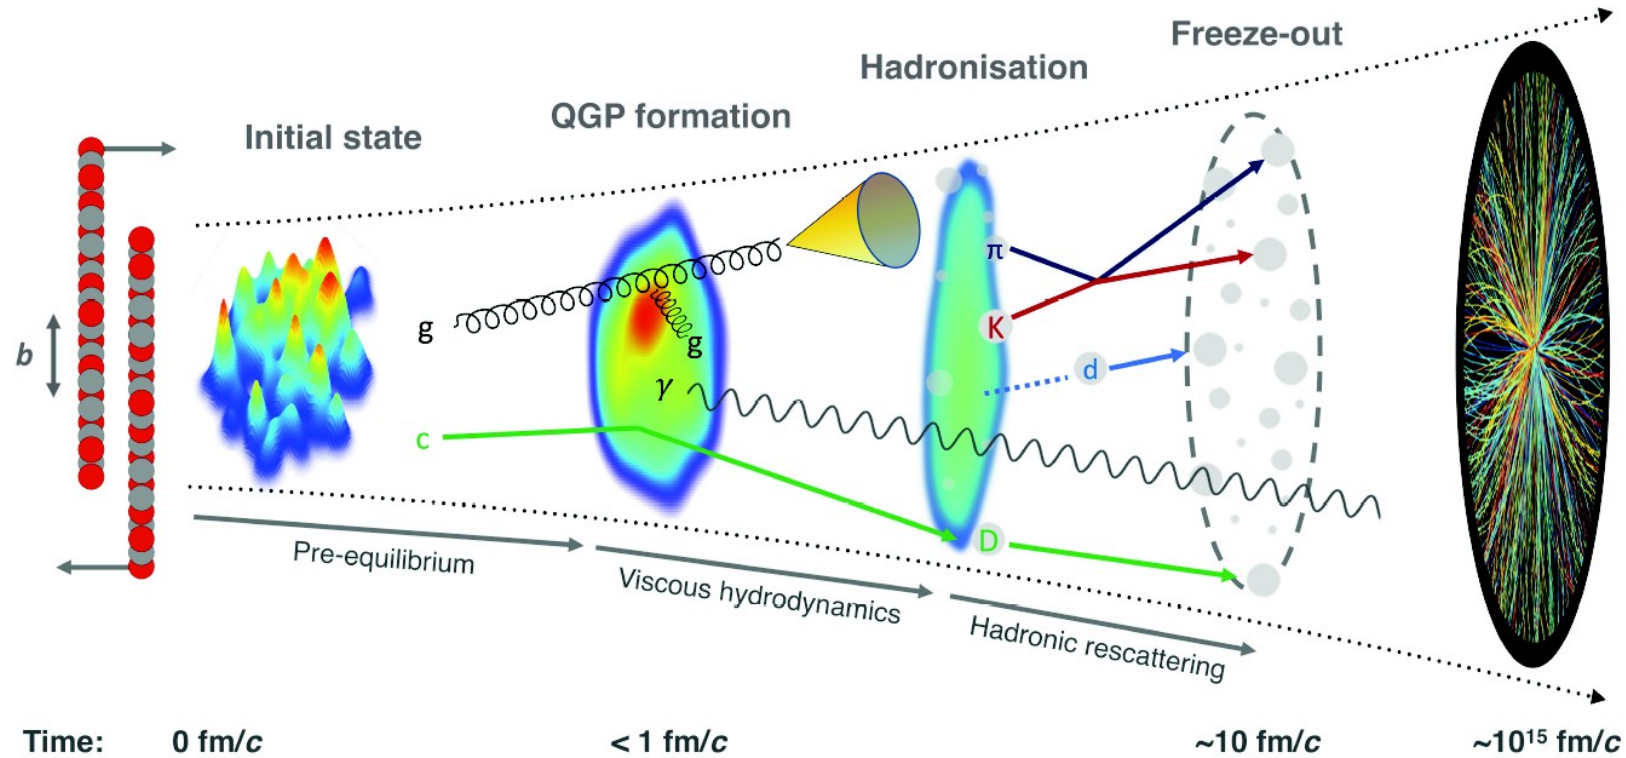 Freeze-out
Hadronisation
QGP formation
Initial state
b
g
g
γ
c
π
K
d
D
Pre-equilibrium
Viscous hydrodynamics
Hadronic rescattering
Time: 0 fm/c < 1 fm/c ~10 fm/c ~10¹⁵ fm/c